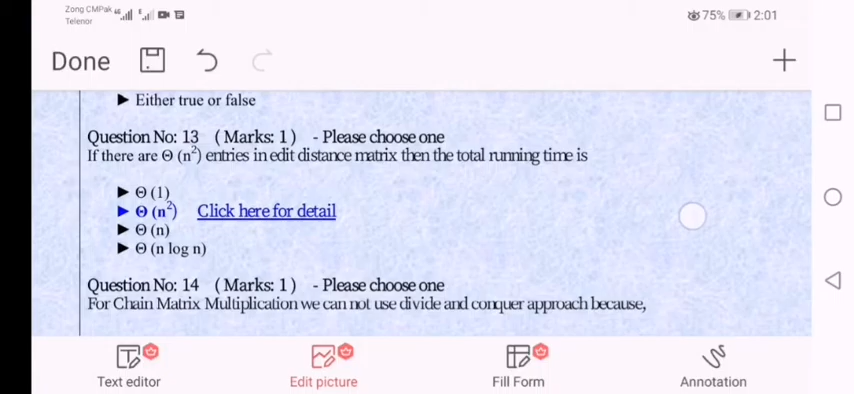 Zong CMPak 4G E
Telenor
75% 2:01
Done
► Either true or false
Question No: 13 ( Marks: 1 ) - Please choose one
If there are Θ (n²) entries in edit distance matrix then the total running time is
► Θ (1)
► Θ (n²) Click here for detail
► Θ (n)
► Θ (n log n)
Question No: 14 ( Marks: 1 ) - Please choose one
For Chain Matrix Multiplication we can not use divide and conquer approach because,
Text editor
Edit picture
Fill Form
Annotation